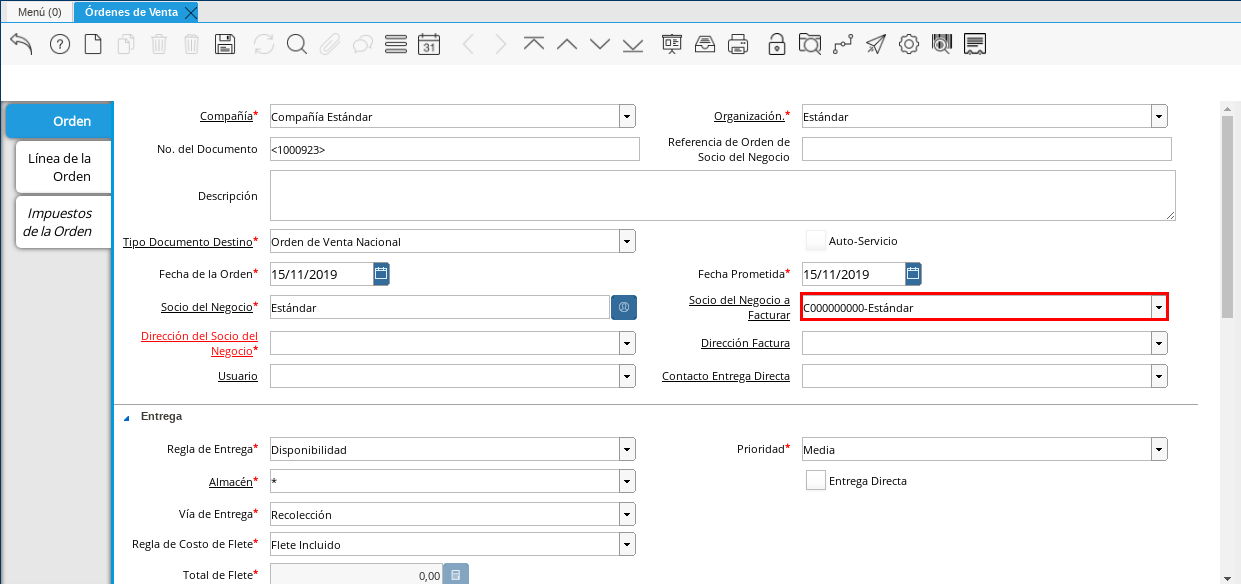 Menú (0)
Órdenes de Venta
31
Orden
Línea de la
Orden
Impuestos
de la Orden
Compañía* Compañía Estándar
Organización.* Estándar
No. del Documento <1000923>
Referencia de Orden de
Socio del Negocio
Descripción
Tipo Documento Destino* Orden de Venta Nacional
Auto-Servicio
Fecha de la Orden* 15/11/2019
Fecha Prometida* 15/11/2019
Socio del Negocio* Estándar
Socio del Negocio a
Facturar
C000000000-Estándar
Dirección del Socio del
Negocio*
Dirección Factura
Usuario
Contacto Entrega Directa
Entrega
Regla de Entrega* Disponibilidad
Prioridad* Media
Almacén* *
Entrega Directa
Vía de Entrega* Recolección
Regla de Costo de Flete* Flete Incluido
Total de Flete* 0,00